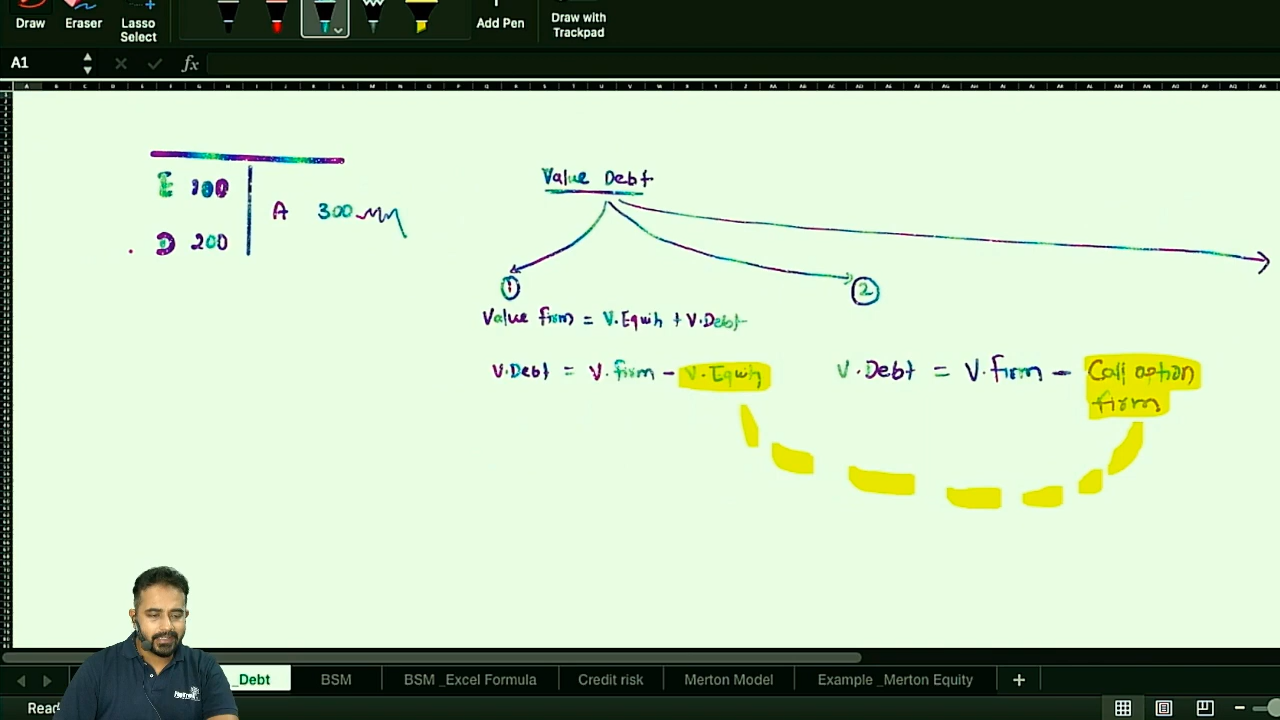 Draw
Eraser
Lasso
Select
Add Pen
Draw with
Trackpad
A1
fx
E 100
A 300 Mn
D 200
Value Debt
1
2
Value firm = V.Equity + V.Debt
V.Debt = V.firm - V.Equity
V.Debt = V.firm - Call option
firm
_Debt
BSM
BSM _Excel Formula
Credit risk
Merton Model
Example _Merton Equity
+